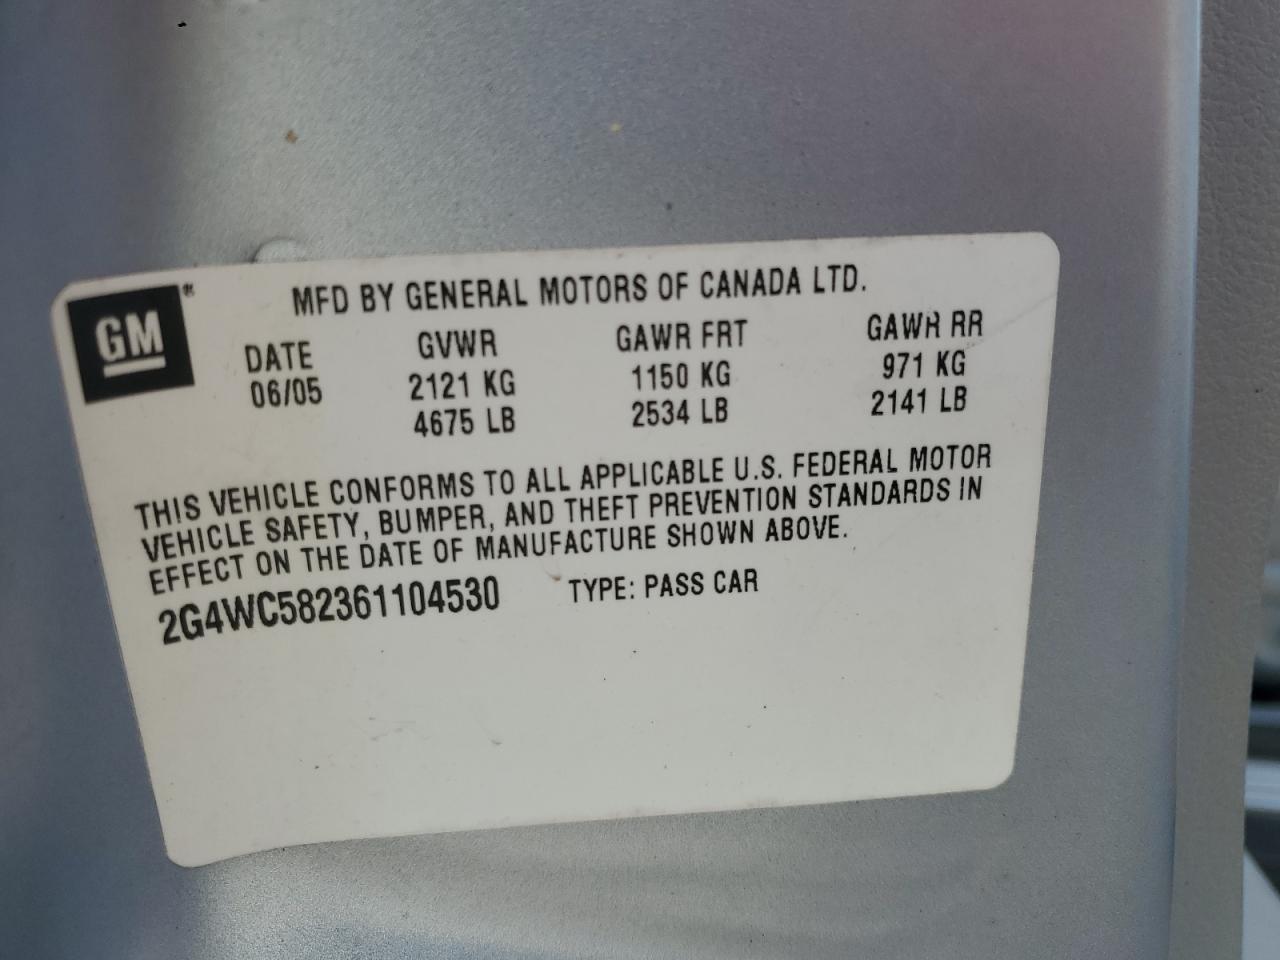 GM ®
MFD BY GENERAL MOTORS OF CANADA LTD.
DATE GVWR GAWR FRT GAWR RR
06/05 2121 KG 1150 KG 971 KG
4675 LB 2534 LB 2141 LB
THIS VEHICLE CONFORMS TO ALL APPLICABLE U.S. FEDERAL MOTOR
VEHICLE SAFETY, BUMPER, AND THEFT PREVENTION STANDARDS IN
EFFECT ON THE DATE OF MANUFACTURE SHOWN ABOVE.
2G4WC582361104530 TYPE: PASS CAR